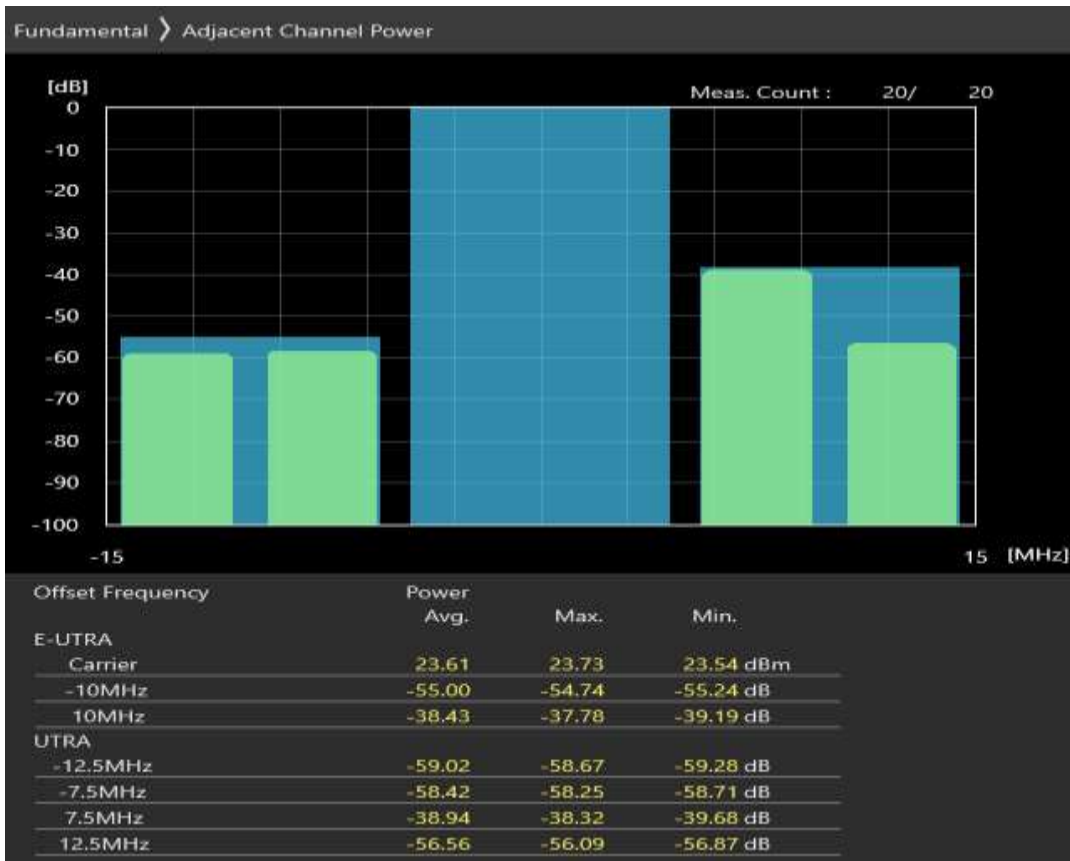 Fundamental 〉 Adjacent Channel Power
[dB]
Meas. Count : 20/ 20
0
-10
-20
-30
-40
-50
-60
-70
-80
-90
-100
-15 15 [MHz]
Offset Frequency Power
Avg. Max. Min.
E-UTRA
Carrier 23.61 23.73 23.54 dBm
-10MHz -55.00 -54.74 -55.24 dB
10MHz -38.43 -37.78 -39.19 dB
UTRA
-12.5MHz -59.02 -58.67 -59.28 dB
-7.5MHz -58.42 -58.25 -58.71 dB
7.5MHz -38.94 -38.32 -39.68 dB
12.5MHz -56.56 -56.09 -56.87 dB